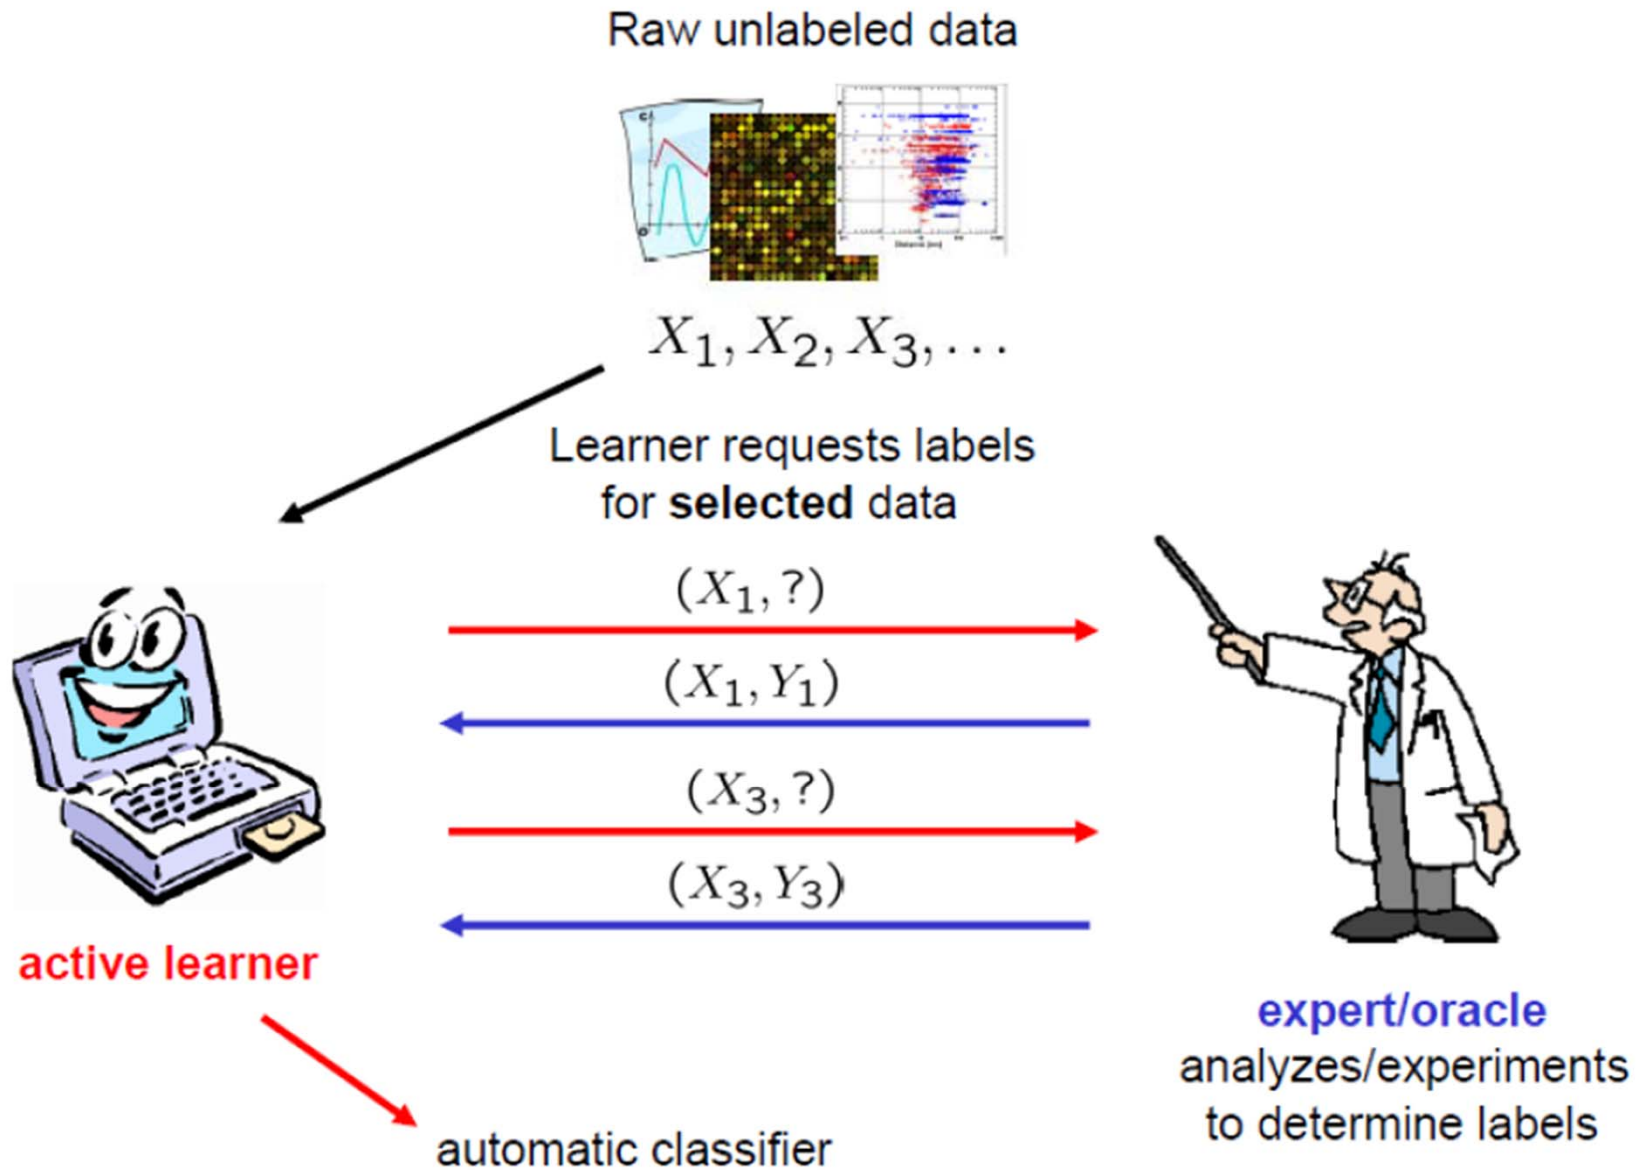 Raw unlabeled data
X₁, X₂, X₃, . . .
Learner requests labels
for selected data
(X₁, ?)
(X₁, Y₁)
(X₃, ?)
(X₃, Y₃)
active learner
expert/oracle
analyzes/experiments
to determine labels
automatic classifier